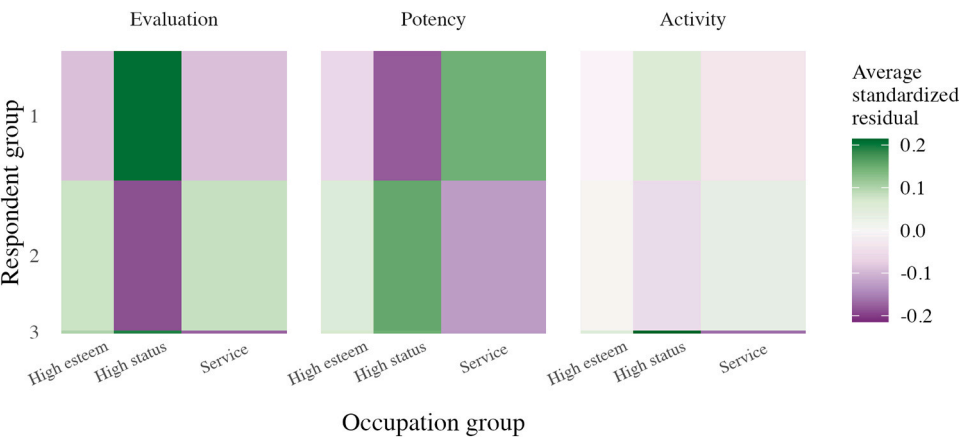 Evaluation
Potency
Activity
Respondent group
1
2
3
High esteem
High status
Service
High esteem
High status
Service
High esteem
High status
Service
Occupation group
Average
standardized
residual
0.2
0.1
0.0
-0.1
-0.2